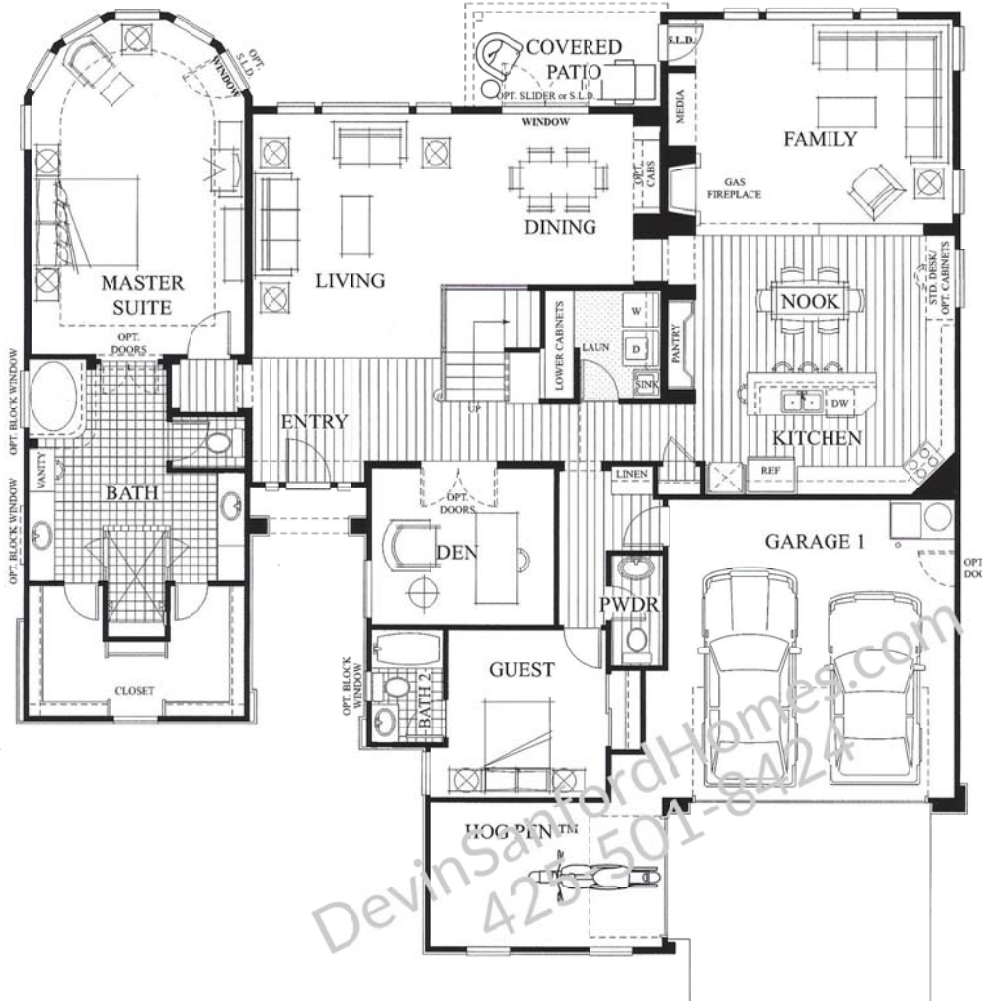 OPT.
S.L.D.
WINDOW
COVERED
PATIO
OPT. SLIDER or S.L.D.
WINDOW
S.L.D.
MEDIA
FAMILY
GAS
FIREPLACE
OPT.
CABS
DINING
LIVING
MASTER
SUITE
OPT.
DOORS
STD. DESK/
OPT. CABINETS
NOOK
PANTRY
LOWER CABINETS
W
D
LAUN
SINK
UP
ENTRY
DW
KITCHEN
REF
OPT. BLOCK WINDOW
VANITY
BATH
OPT. BLOCK WINDOW
LINEN
OPT.
DOORS
DEN
GARAGE 1
OPT
DOO
PWDR
GUEST
CLOSET
OPT. BLOCK
WINDOW
BATH 2
HOG PEN™
DevinSanfordHomes.com
425-501-8424